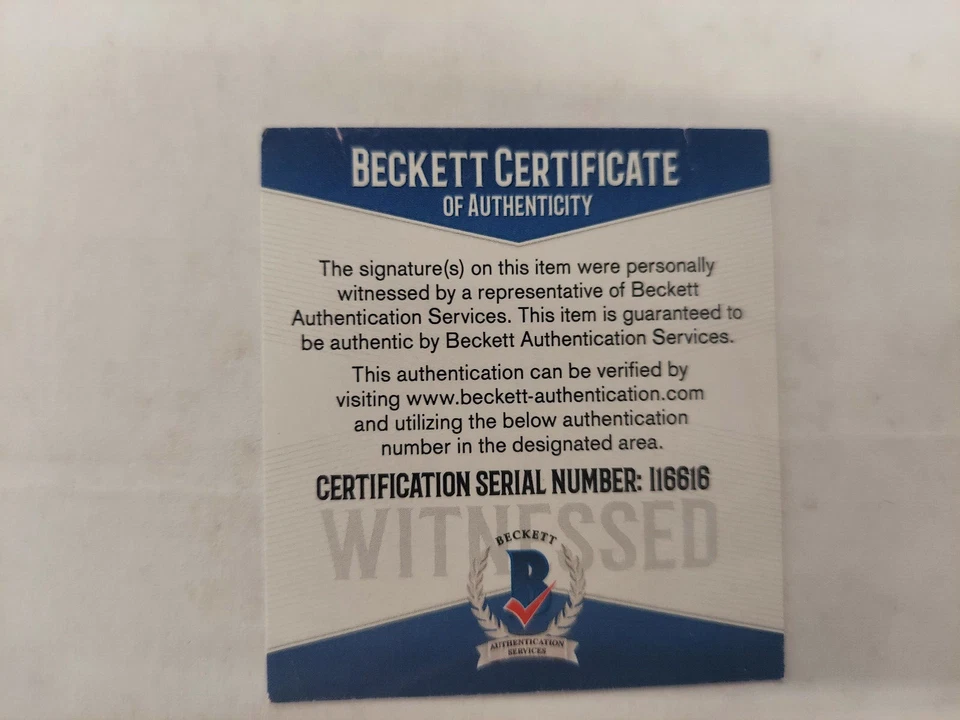 BECKETT CERTIFICATE
OF AUTHENTICITY
The signature(s) on this item were personally
witnessed by a representative of Beckett
Authentication Services. This item is guaranteed to
be authentic by Beckett Authentication Services.
This authentication can be verified by
visiting www.beckett-authentication.com
and utilizing the below authentication
number in the designated area.
CERTIFICATION SERIAL NUMBER: I16616
WITNESSED
BECKETT
B
AUTHENTICATION
SERVICES